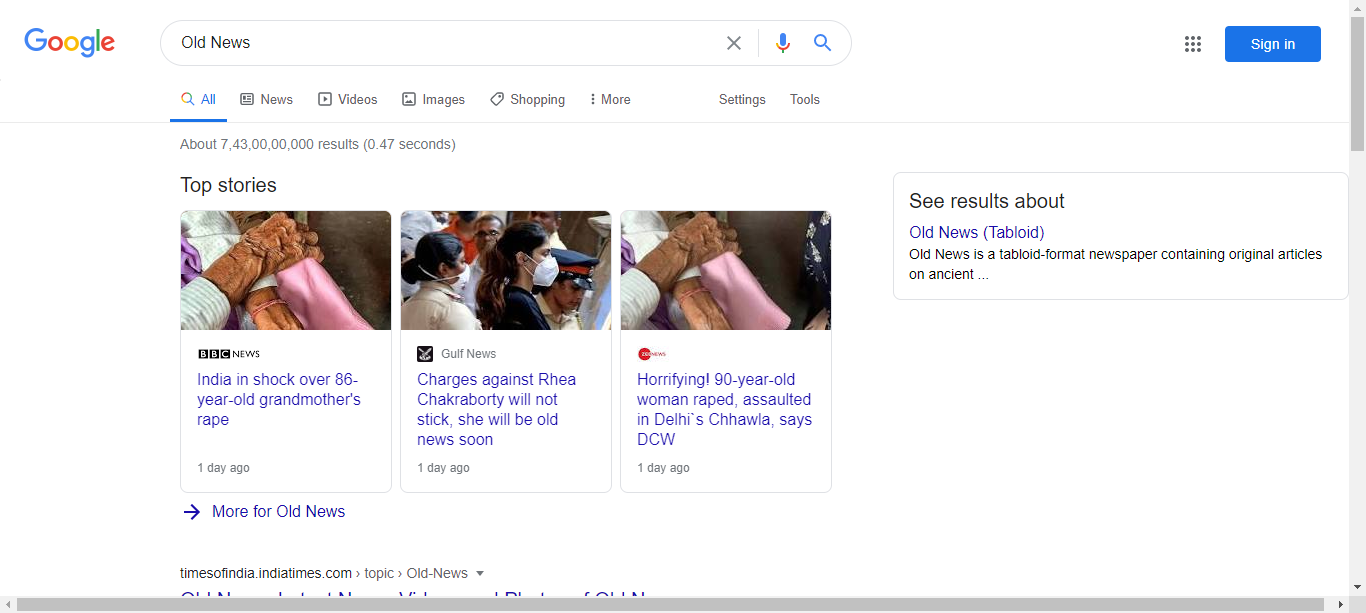 Google
Old News
Sign in
All
News
Videos
Images
Shopping
More
Settings
Tools
About 7,43,00,00,000 results (0.47 seconds)
Top stories
BBC NEWS
India in shock over 86-
year-old grandmother's
rape
1 day ago
Gulf News
Charges against Rhea
Chakraborty will not
stick, she will be old
news soon
1 day ago
ZEE NEWS
Horrifying! 90-year-old
woman raped, assaulted
in Delhi`s Chhawla, says
DCW
1 day ago
More for Old News
See results about
Old News (Tabloid)
Old News is a tabloid-format newspaper containing original articles
on ancient ...
timesofindia.indiatimes.com › topic › Old-News